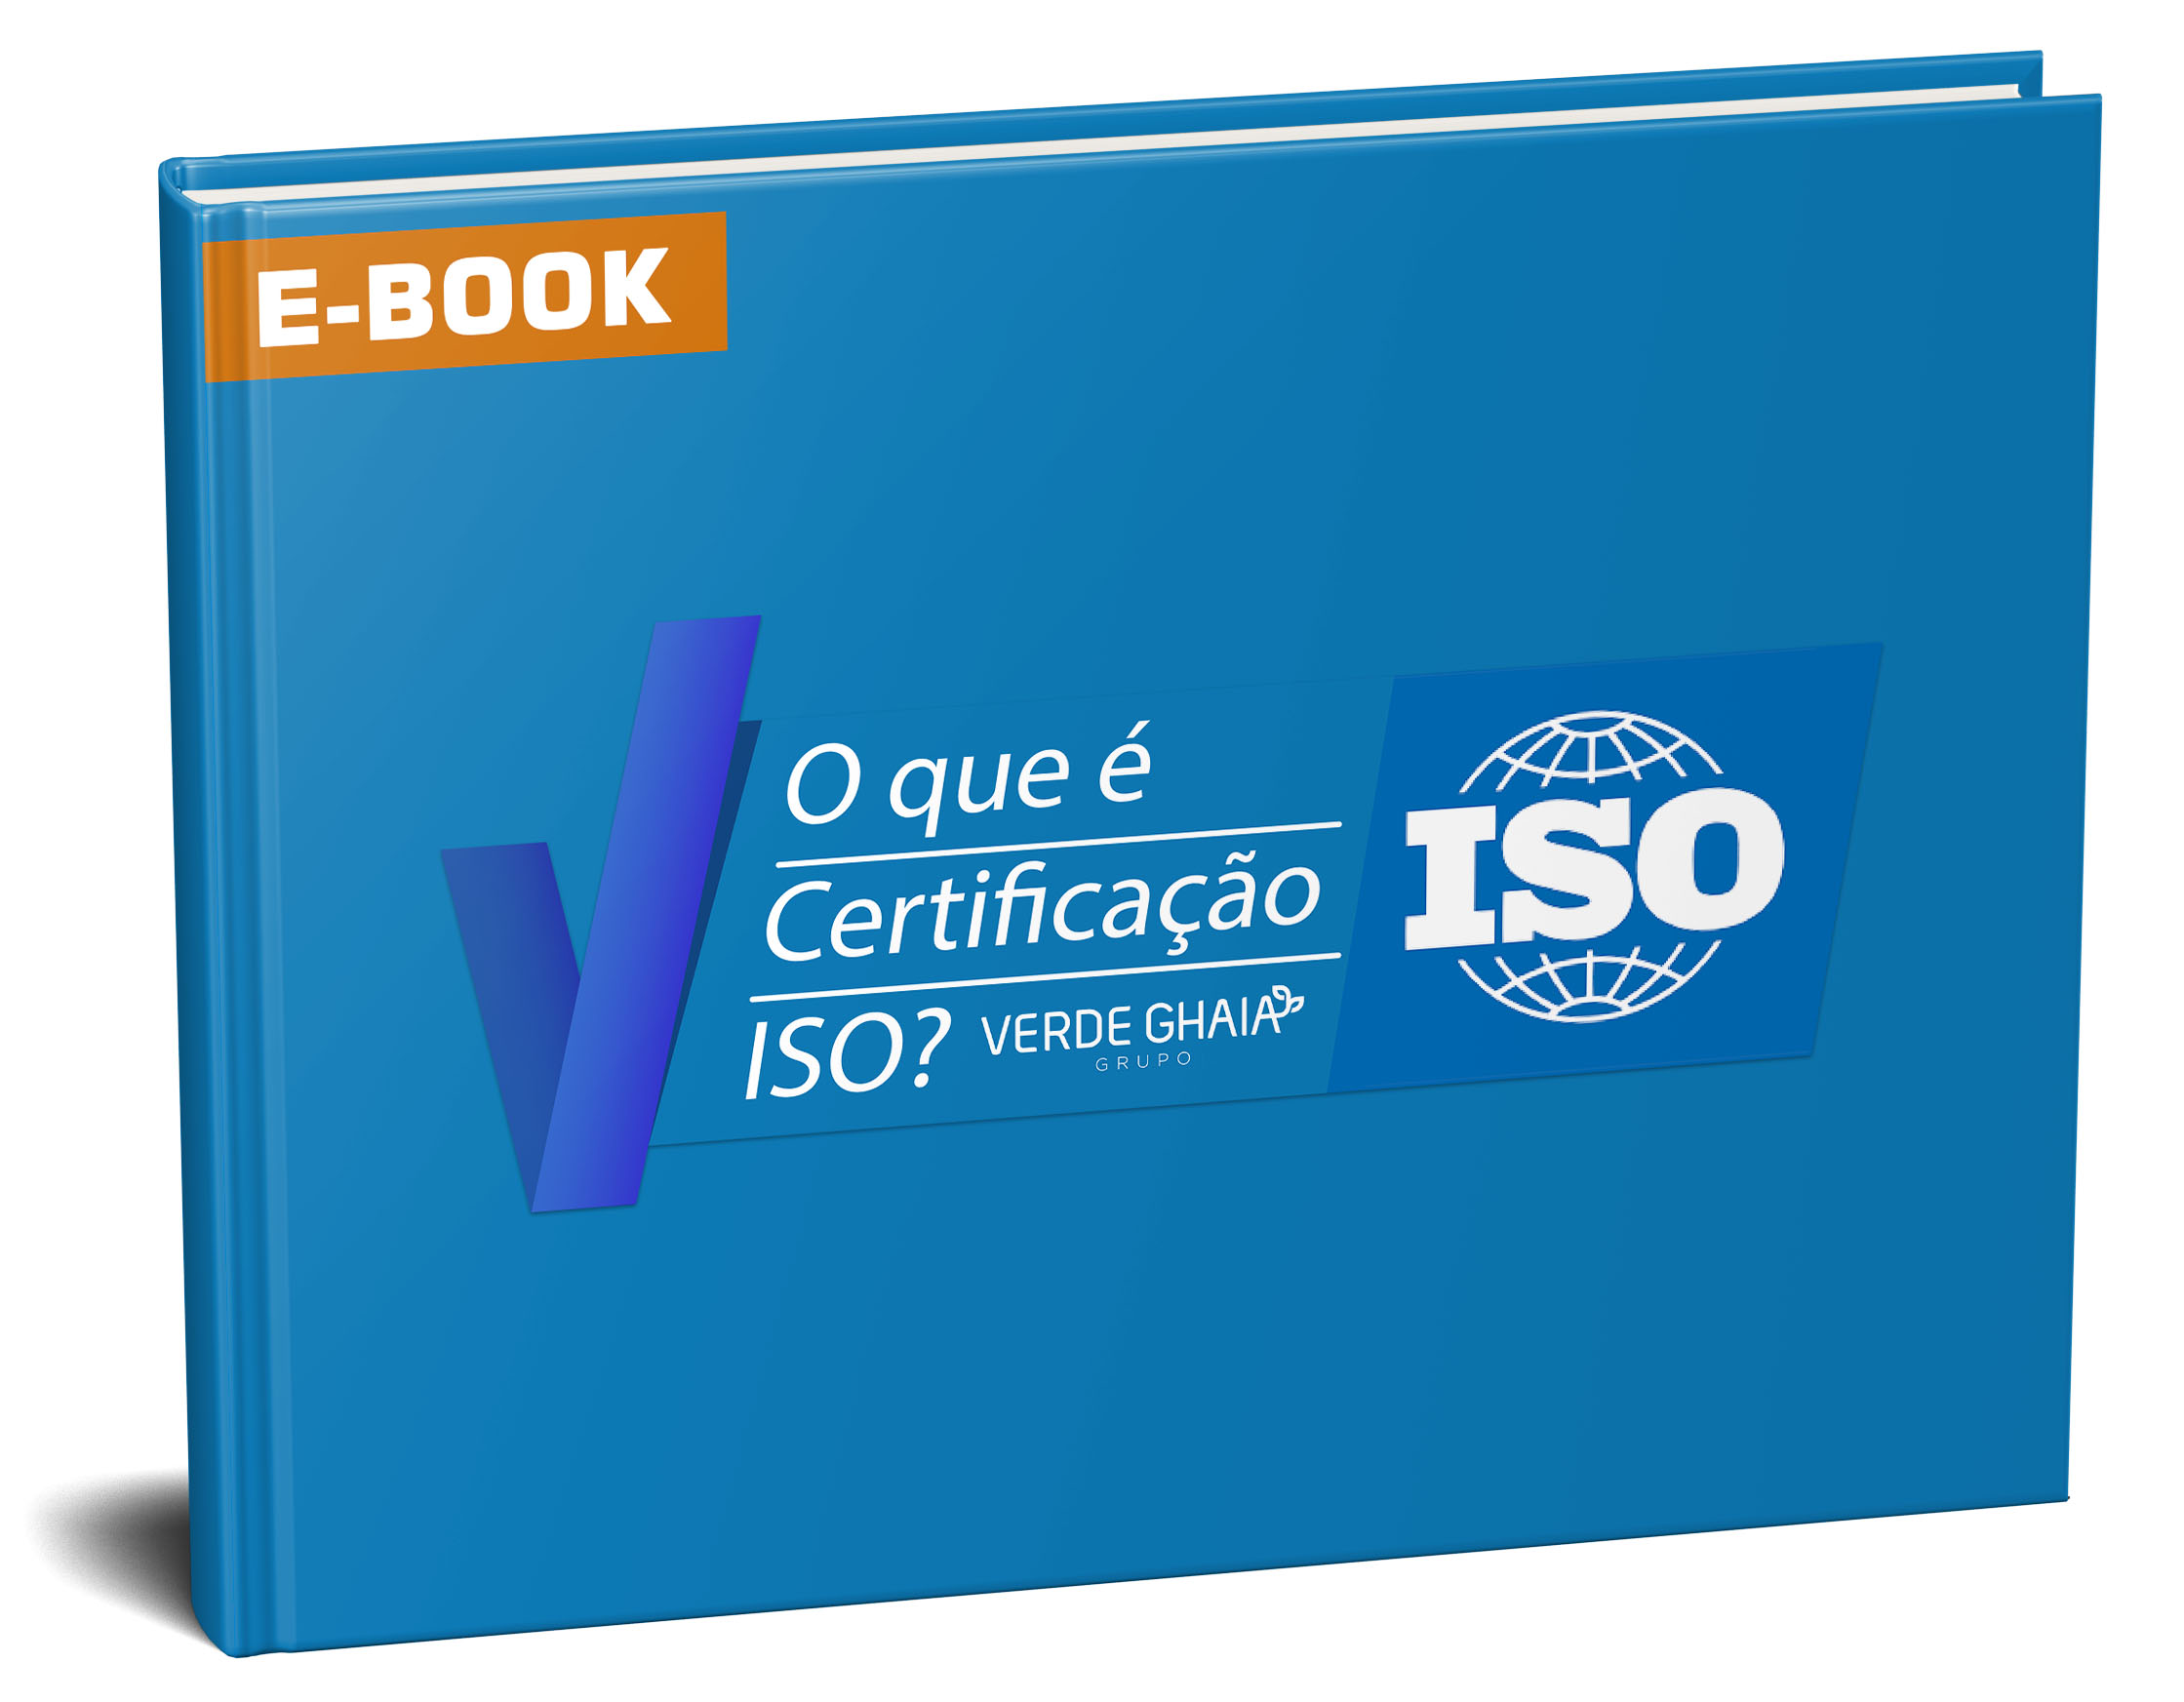 E-BOOK
O que é
Certificação
ISO? VERDE GHAIA
GRUPO
ISO